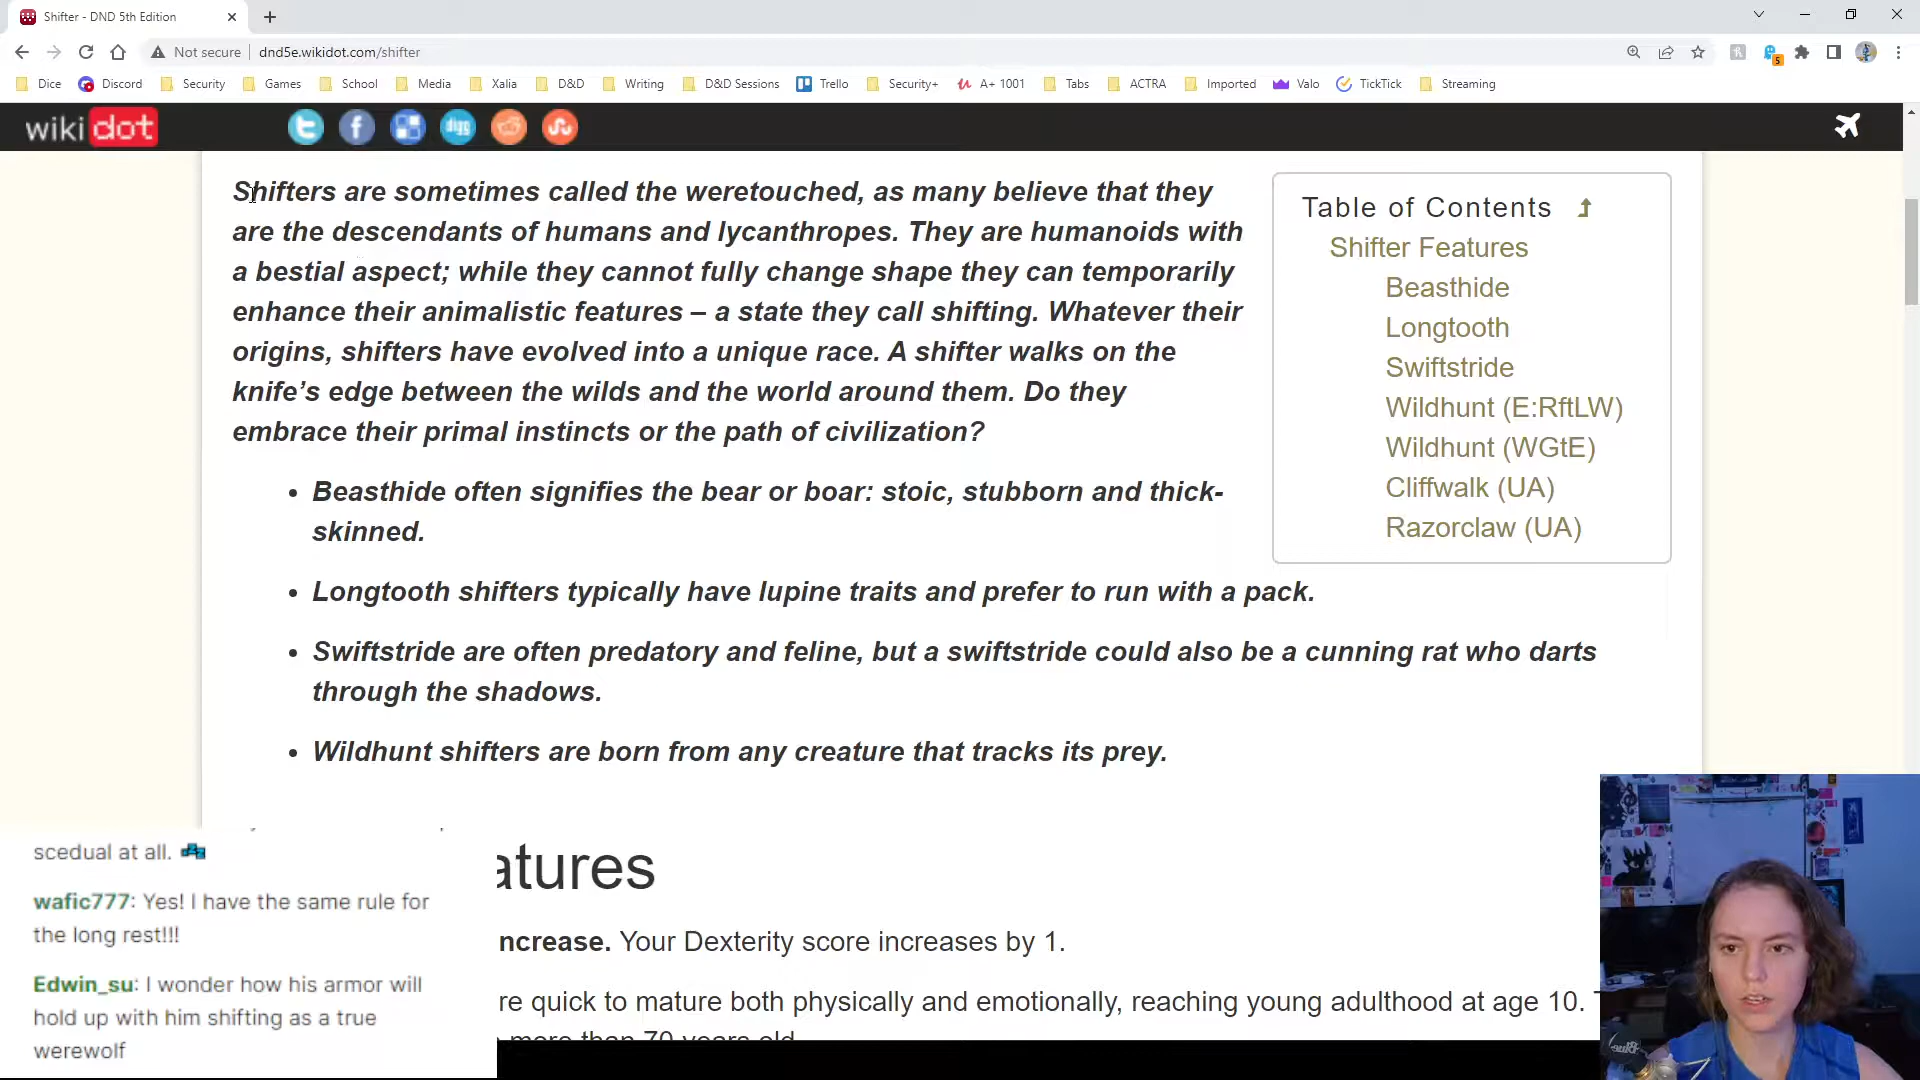 Shifter - DND 5th Edition
Not secure dnd5e.wikidot.com/shifter
5
Dice Discord Security Games School Media Xalia D&D Writing D&D Sessions Trello Security+ A+ 1001 Tabs ACTRA Imported Valo TickTick Streaming
wiki dot
digg
Shifters are sometimes called the weretouched, as many believe that they
are the descendants of humans and lycanthropes. They are humanoids with
a bestial aspect; while they cannot fully change shape they can temporarily
enhance their animalistic features – a state they call shifting. Whatever their
origins, shifters have evolved into a unique race. A shifter walks on the
knife's edge between the wilds and the world around them. Do they
embrace their primal instincts or the path of civilization?
Table of Contents
Shifter Features
Beasthide
Longtooth
Swiftstride
Wildhunt (E:RftLW)
Wildhunt (WGtE)
Cliffwalk (UA)
Razorclaw (UA)
• Beasthide often signifies the bear or boar: stoic, stubborn and thick-
skinned.
• Longtooth shifters typically have lupine traits and prefer to run with a pack.
• Swiftstride are often predatory and feline, but a swiftstride could also be a cunning rat who darts
through the shadows.
• Wildhunt shifters are born from any creature that tracks its prey.
atures
ncrease. Your Dexterity score increases by 1.
re quick to mature both physically and emotionally, reaching young adulthood at age 10.
more than 70 years old
scedual at all.
wafic777: Yes! I have the same rule for
the long rest!!!
Edwin_su: I wonder how his armor will
hold up with him shifting as a true
werewolf